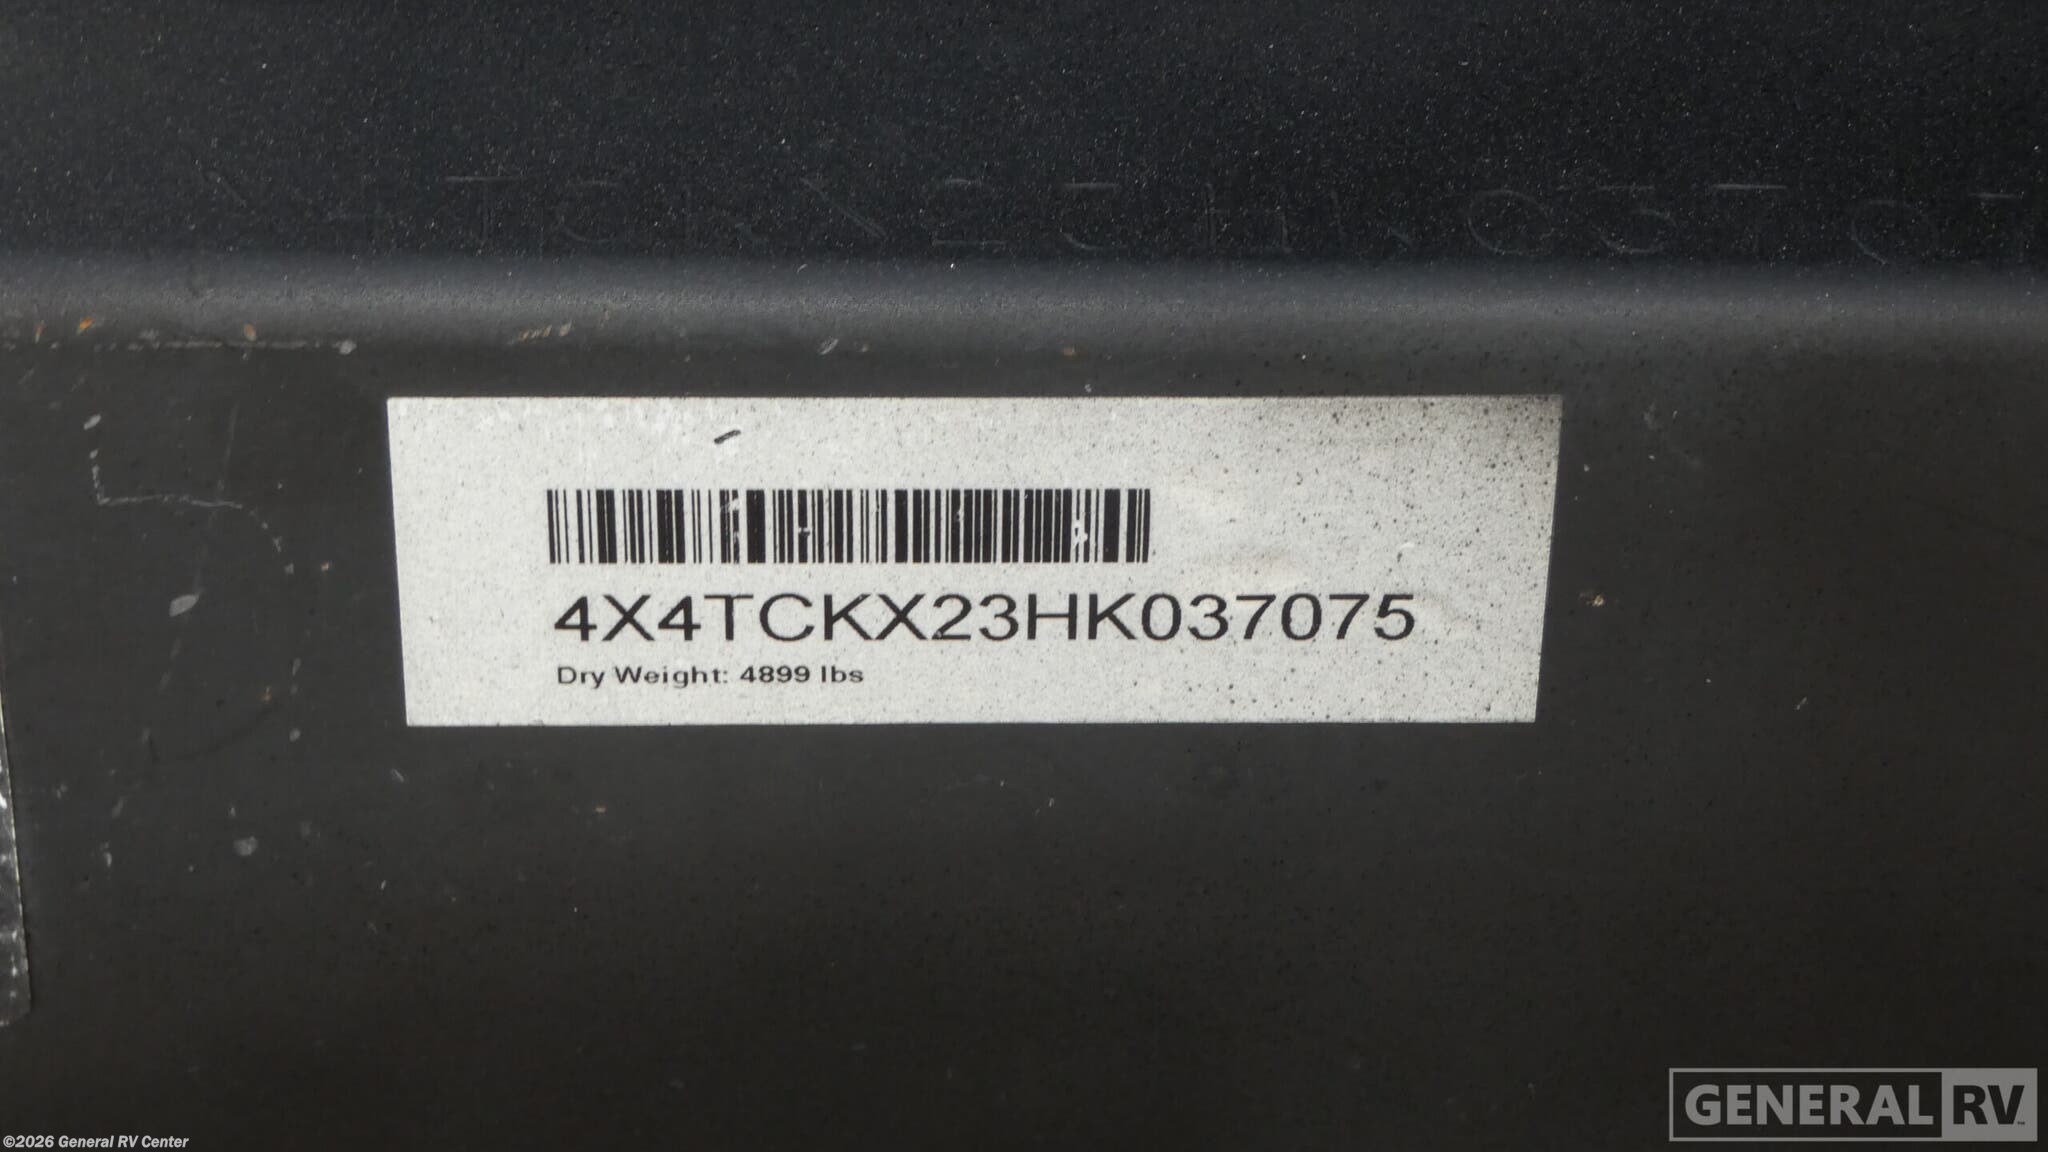 4X4TCKX23HK037075
Dry Weight: 4899 lbs
GENERAL RV
©2026 General RV Center